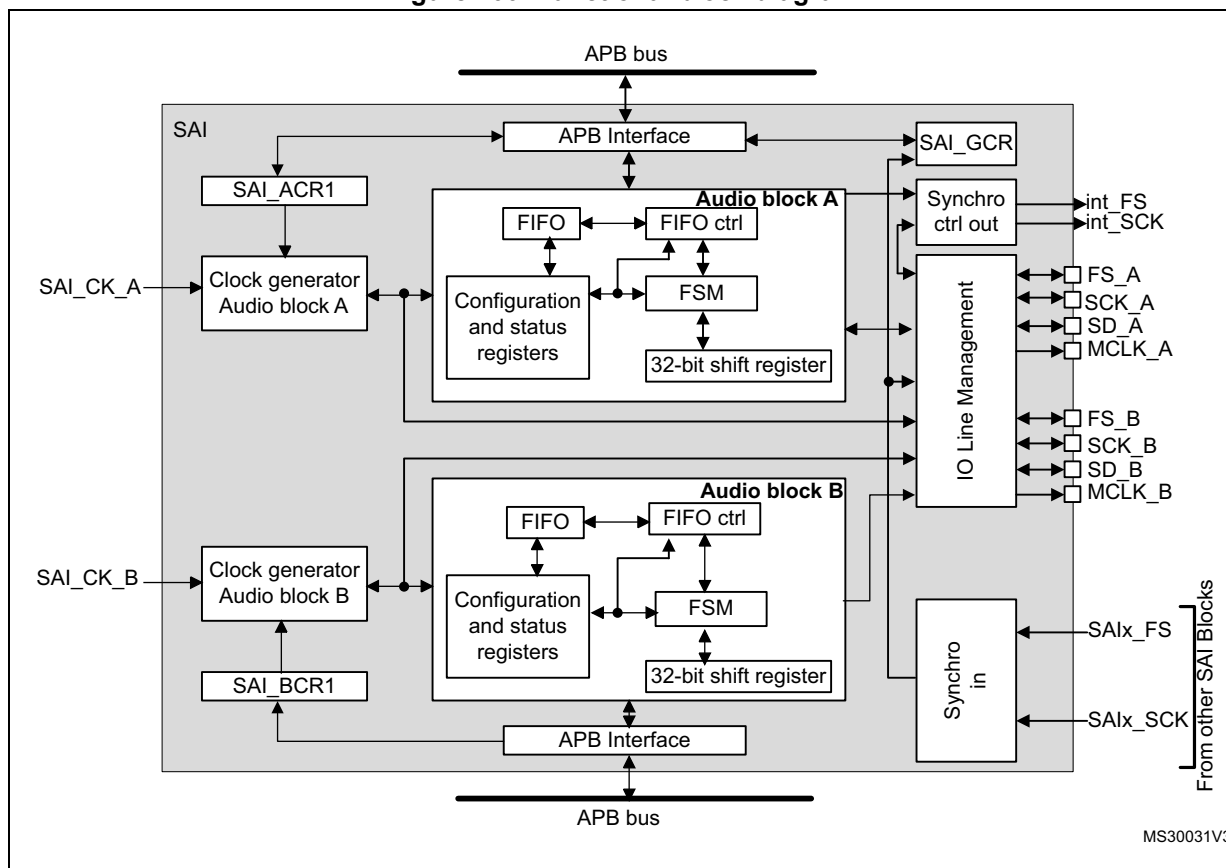 APB bus
SAI
APB Interface
SAI_GCR
SAI_ACR1
Audio block A
Synchro
ctrl out
int_FS
int_SCK
FIFO
FIFO ctrl
SAI_CK_A
Clock generator
Audio block A
Configuration
and status
registers
FSM
32-bit shift register
IO Line Management
FS_A
SCK_A
SD_A
MCLK_A
FS_B
SCK_B
SD_B
MCLK_B
Audio block B
FIFO
FIFO ctrl
SAI_CK_B
Clock generator
Audio block B
Configuration
and status
registers
FSM
32-bit shift register
SAI_BCR1
Synchro
in
SAIx_FS
SAIx_SCK
From other SAI Blocks
APB Interface
APB bus
MS30031V3